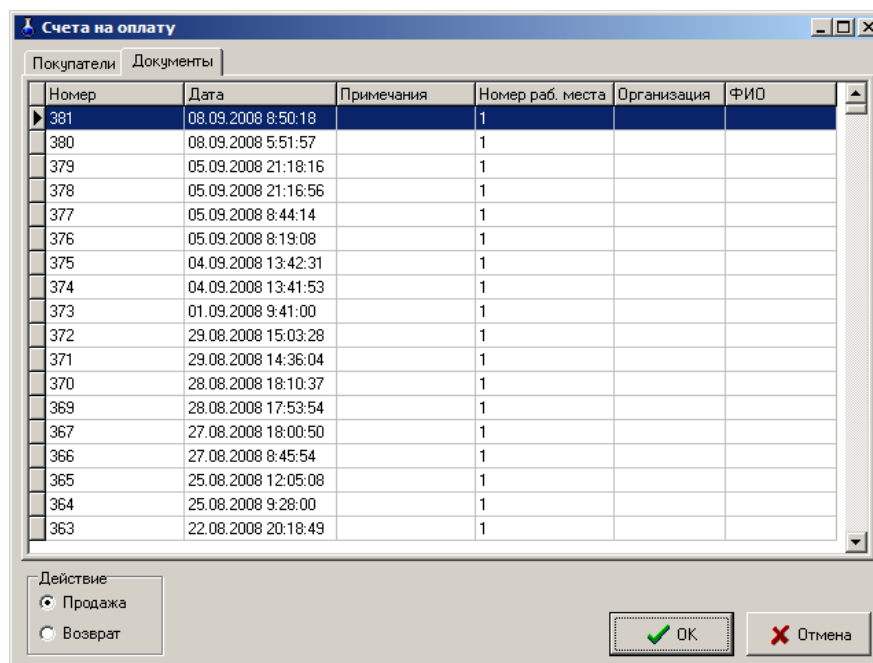 Счета на оплату
Покупатели Документы
Номер Дата Примечания Номер раб. места Организация ФИО
381 08.09.2008 8:50:18 1
380 08.09.2008 5:51:57 1
379 05.09.2008 21:18:16 1
378 05.09.2008 21:16:56 1
377 05.09.2008 8:44:14 1
376 05.09.2008 8:19:08 1
375 04.09.2008 13:42:31 1
374 04.09.2008 13:41:53 1
373 01.09.2008 9:41:00 1
372 29.08.2008 15:03:28 1
371 29.08.2008 14:36:04 1
370 28.08.2008 18:10:37 1
369 28.08.2008 17:53:54 1
367 27.08.2008 18:00:50 1
366 27.08.2008 8:45:54 1
365 25.08.2008 12:05:08 1
364 25.08.2008 9:28:00 1
363 22.08.2008 20:18:49 1
Действие
Продажа
Возврат
OK Отмена